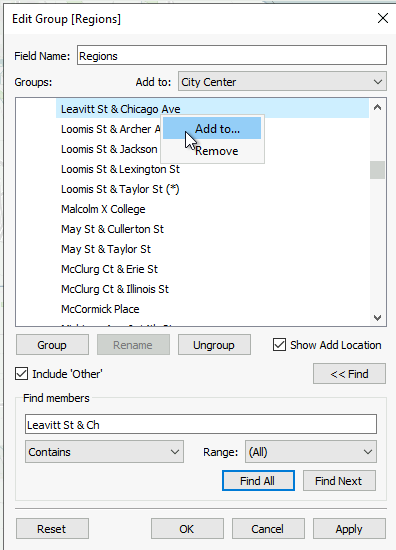 Edit Group [Regions]
Field Name: Regions
Groups: Add to: City Center
Leavitt St & Chicago Ave
Loomis St & Archer A Add to...
Loomis St & Jackson Remove
Loomis St & Lexington St
Loomis St & Taylor St (*)
Malcolm X College
May St & Cullerton St
May St & Taylor St
McClurg Ct & Erie St
McClurg Ct & Illinois St
McCormick Place
Group Rename Ungroup Show Add Location
Include 'Other' << Find
Find members
Leavitt St & Ch
Contains Range: (All)
Find All Find Next
Reset OK Cancel Apply